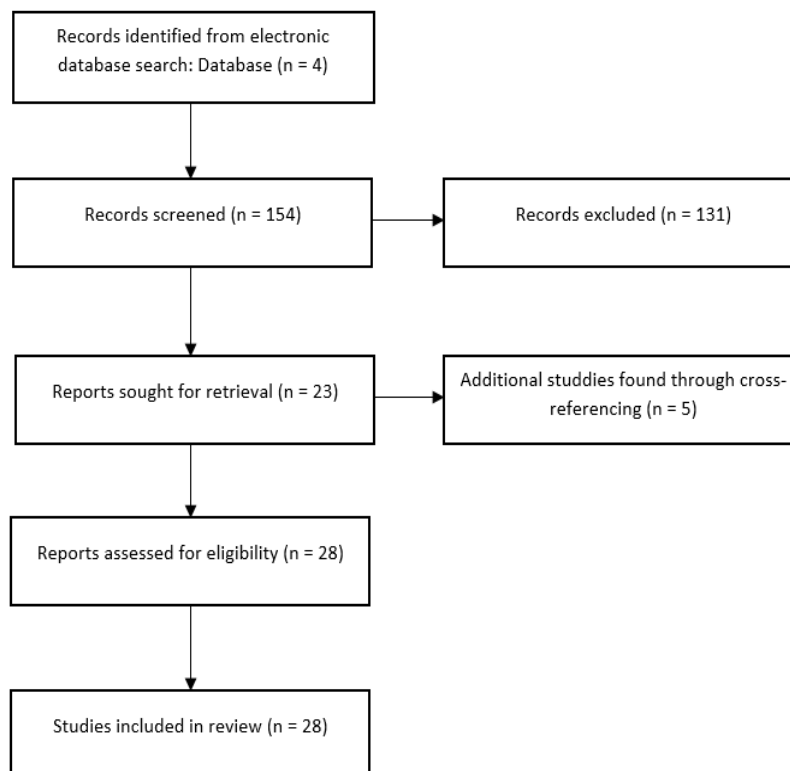 Records identified from electronic
database search: Database (n = 4)
Records screened (n = 154)
Records excluded (n = 131)
Reports sought for retrieval (n = 23)
Additional studdies found through cross-
referencing (n = 5)
Reports assessed for eligibility (n = 28)
Studies included in review (n = 28)